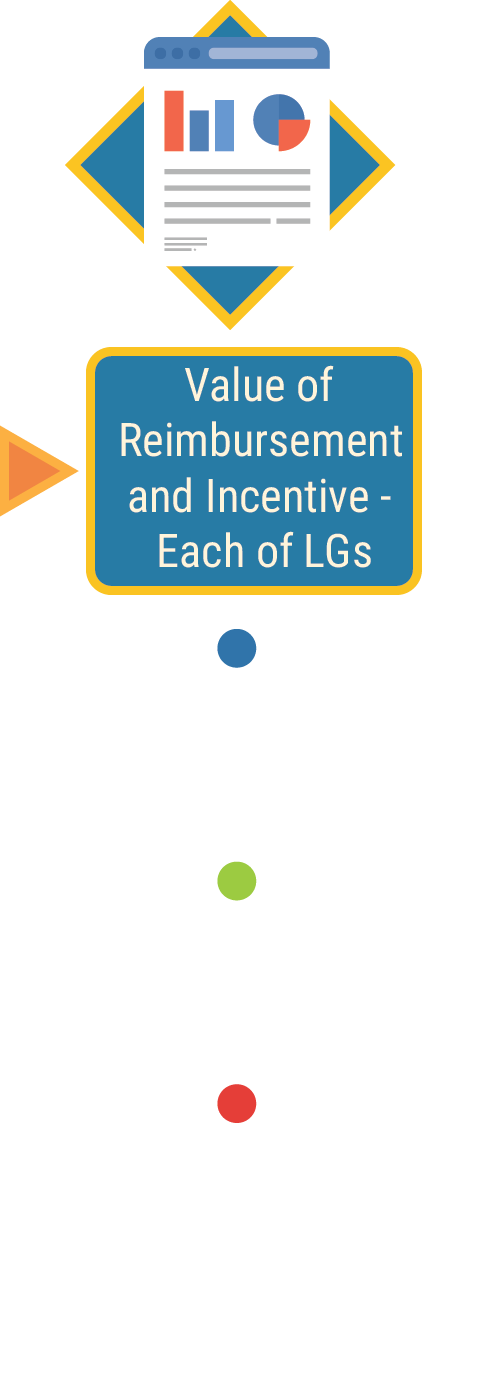 Value of
Reimbursement
and Incentive -
Each of LGs